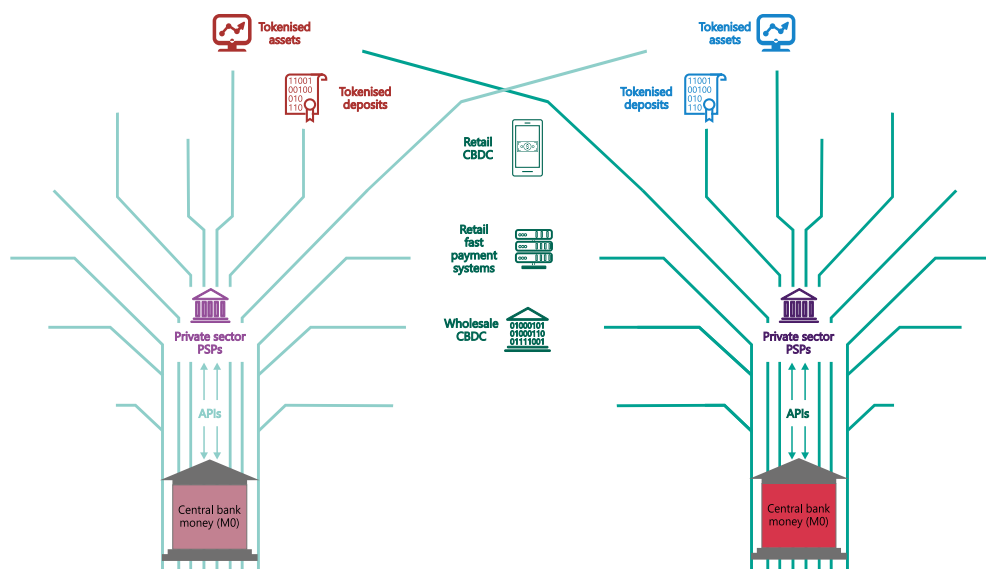 Tokenised
assets
Tokenised
assets
11001
00100
010
110
Tokenised
deposits
Tokenised
deposits
11001
00100
010
110
Retail
CBDC
Retail
fast
payment
systems
Private sector
PSPs
Wholesale
CBDC
01000101
01000110
01111001
Private sector
PSPs
APIs
APIs
Central bank
money (M0)
Central bank
money (M0)